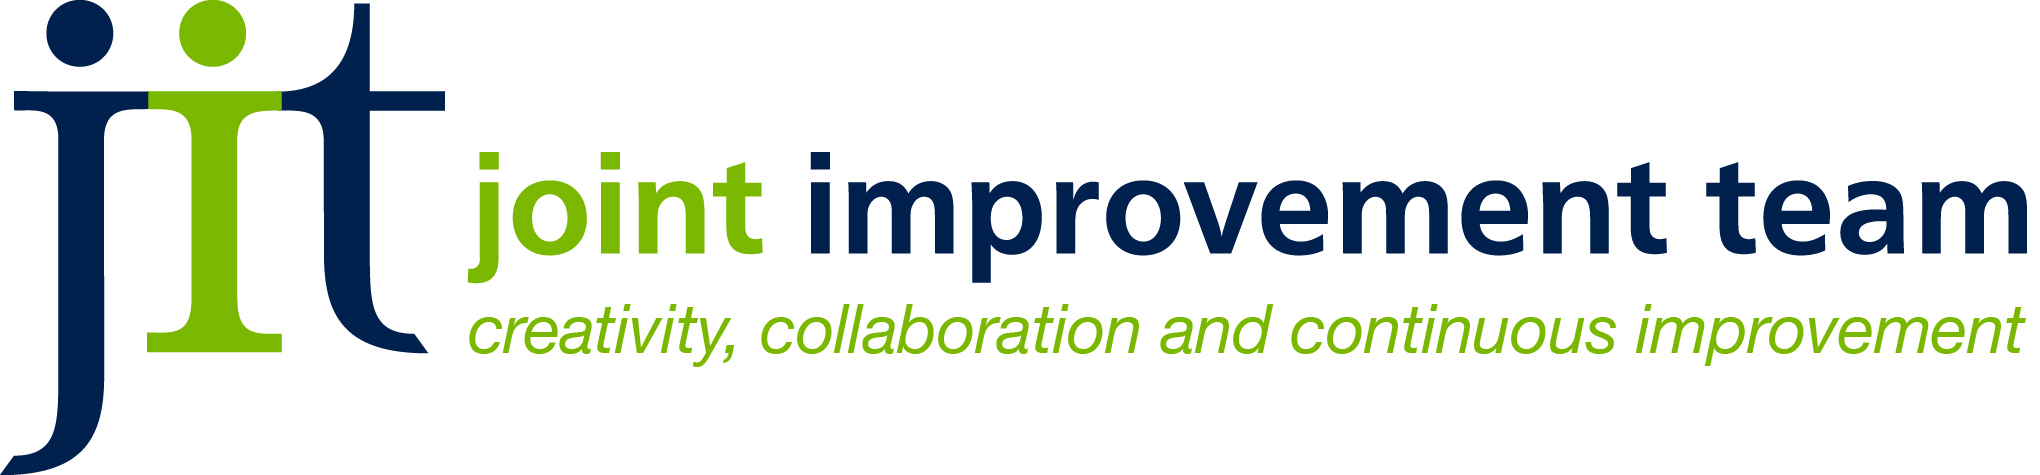 jit
joint improvement team
creativity, collaboration and continuous improvement